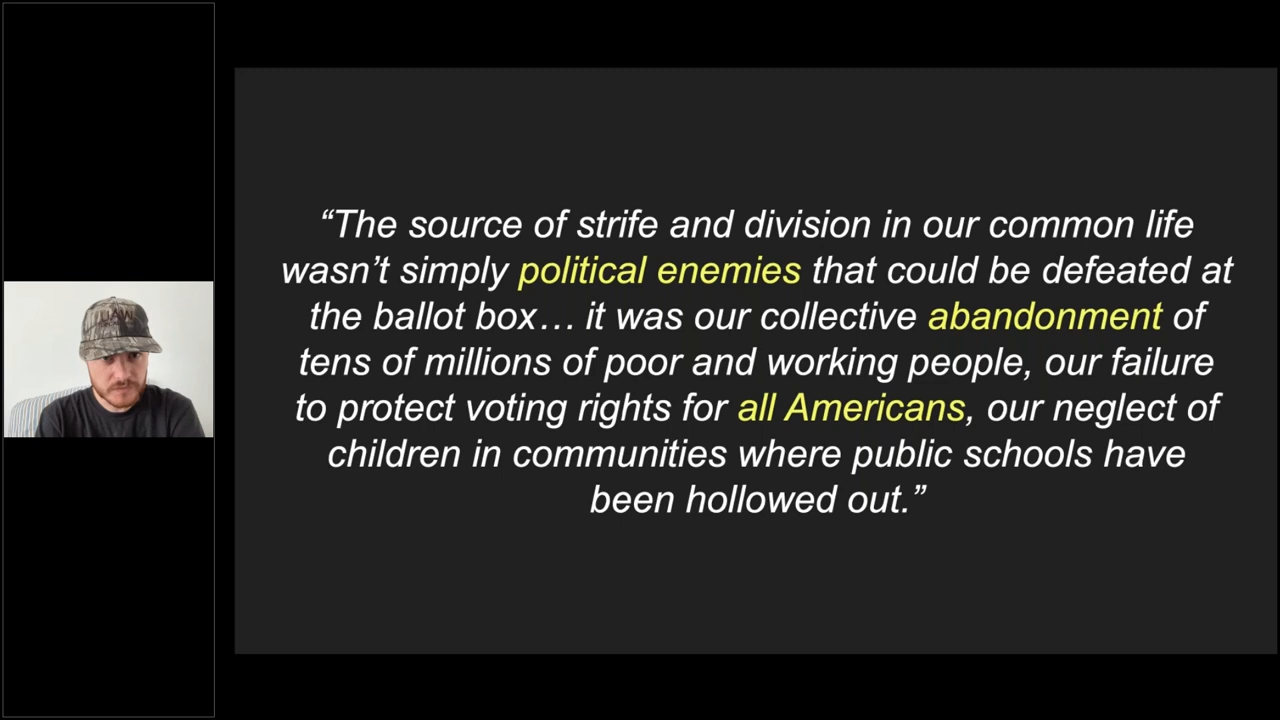 UAW
“The source of strife and division in our common life
wasn’t simply political enemies that could be defeated at
the ballot box… it was our collective abandonment of
tens of millions of poor and working people, our failure
to protect voting rights for all Americans, our neglect of
children in communities where public schools have
been hollowed out.”